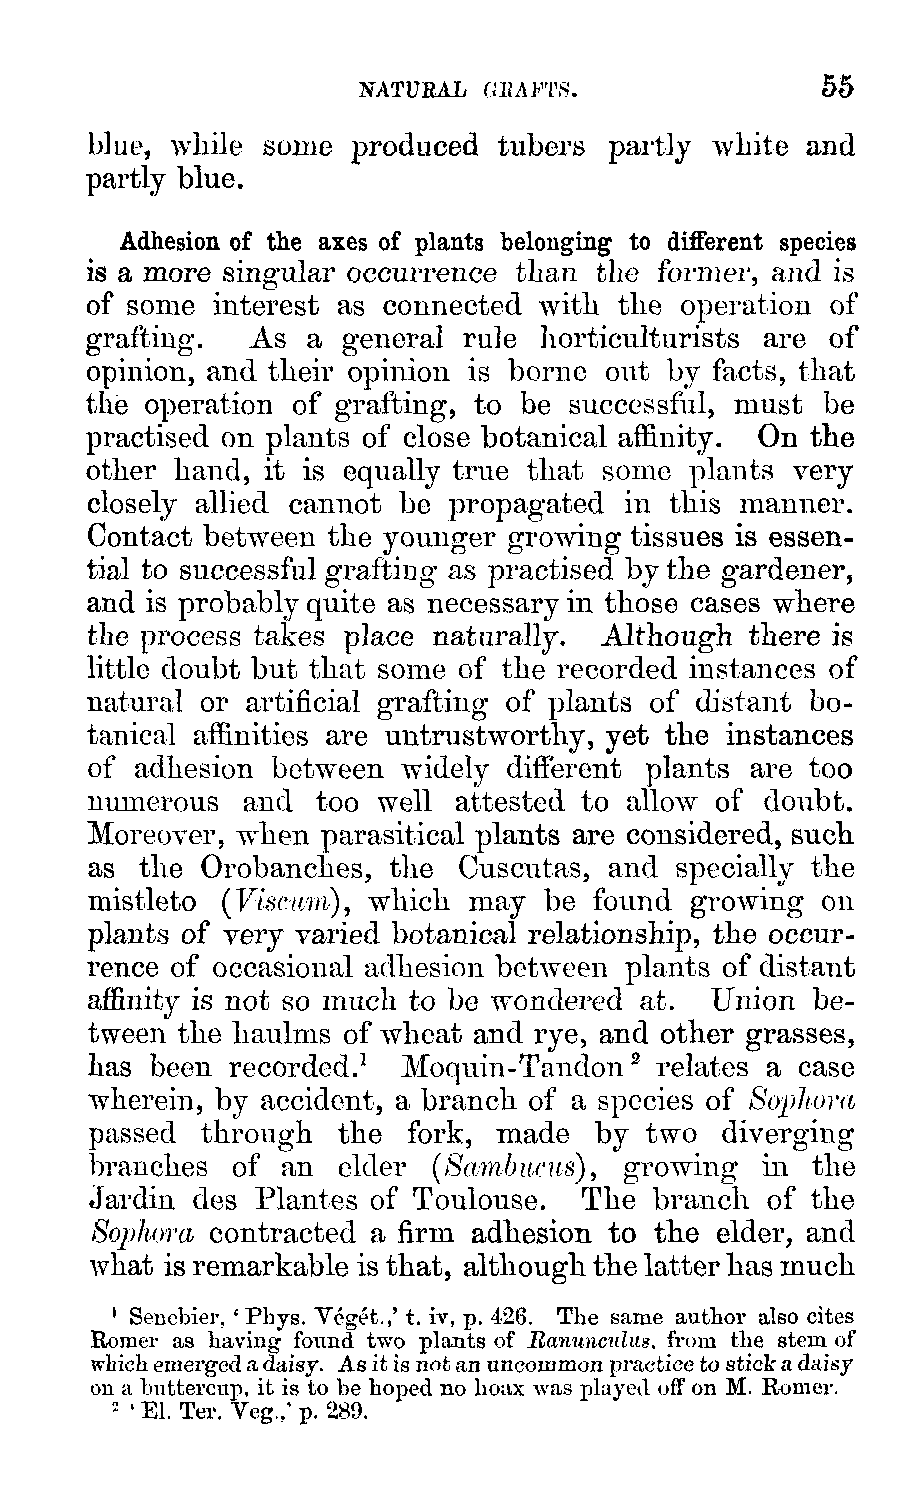 NATURAL GRAFTS. 55
blue, while some produced tubers partly white and
partly blue.
Adhesion of the axes of plants belonging to different species
is a more singular occurrence than the former, and is
of some interest as connected with the operation of
grafting. As a general rule horticulturists are of
opinion, and their opinion is borne out by facts, that
the operation of grafting, to be successful, must be
practised on plants of close botanical affinity. On the
other hand, it is equally true that some plants very
closely allied cannot be propagated in this manner.
Contact between the younger growing tissues is essen-
tial to successful grafting as practised by the gardener,
and is probably quite as necessary in those cases where
the process takes place naturally. Although there is
little doubt but that some of the recorded instances of
natural or artificial grafting of plants of distant bo-
tanical affinities are untrustworthy, yet the instances
of adhesion between widely different plants are too
numerous and too well attested to allow of doubt.
Moreover, when parasitical plants are considered, such
as the Orobanches, the Cuscutas, and specially the
mistleto (Viscum), which may be found growing on
plants of very varied botanical relationship, the occur-
rence of occasional adhesion between plants of distant
affinity is not so much to be wondered at. Union be-
tween the haulms of wheat and rye, and other grasses,
has been recorded.¹ Moquin-Tandon² relates a case
wherein, by accident, a branch of a species of Sophora
passed through the fork, made by two diverging
branches of an elder (Sambucus), growing in the
Jardin des Plantes of Toulouse. The branch of the
Sophora contracted a firm adhesion to the elder, and
what is remarkable is that, although the latter has much
¹ Senebier, ‘Phys. Végét.,’ t. iv, p. 426. The same author also cites
Romer as having found two plants of Ranunculus, from the stem of
which emerged a daisy. As it is not an uncommon practice to stick a daisy
on a buttercup, it is to be hoped no hoax was played off on M. Romer.
² ‘El. Ter. Veg.,’ p. 289.